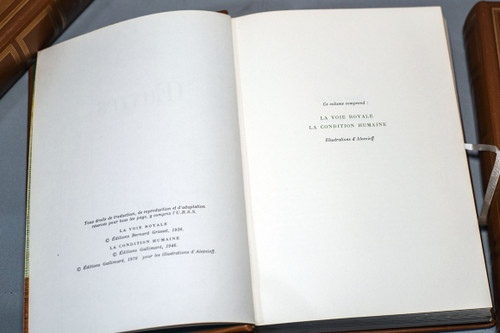 Tous droits de traduction, de reproduction et d'adaptation
réservés pour tous les pays, y compris l'U.R.S.S.
LA VOIE ROYALE
© Éditions Bernard Grasset, 1930.
LA CONDITION HUMAINE
© Éditions Gallimard, 1946.
© Éditions Gallimard, 1970 pour les illustrations d'Alexeieff.
Ce volume comprend :
LA VOIE ROYALE
LA CONDITION HUMAINE
Illustrations d'Alexeieff